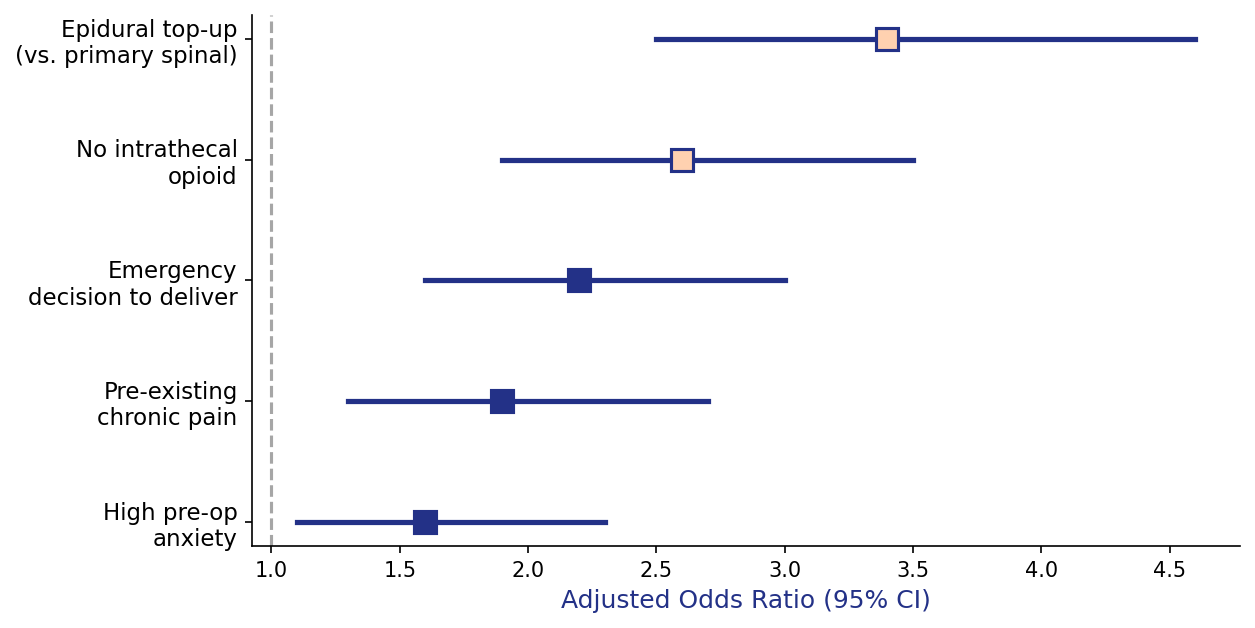 Epidural top-up
(vs. primary spinal)
No intrathecal
opioid
Emergency
decision to deliver
Pre-existing
chronic pain
High pre-op
anxiety
1.0 1.5 2.0 2.5 3.0 3.5 4.0 4.5
Adjusted Odds Ratio (95% CI)